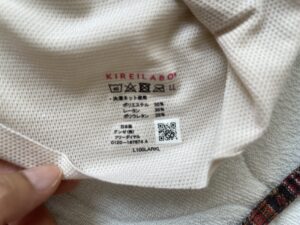 KIREILABO
LL
・洗濯ネット使用
ポリエステル 50%
レーヨン
ポリウレタン
日本製
グンゼ(株)
フリーダイヤル
0120-167874 A
L100LARKL